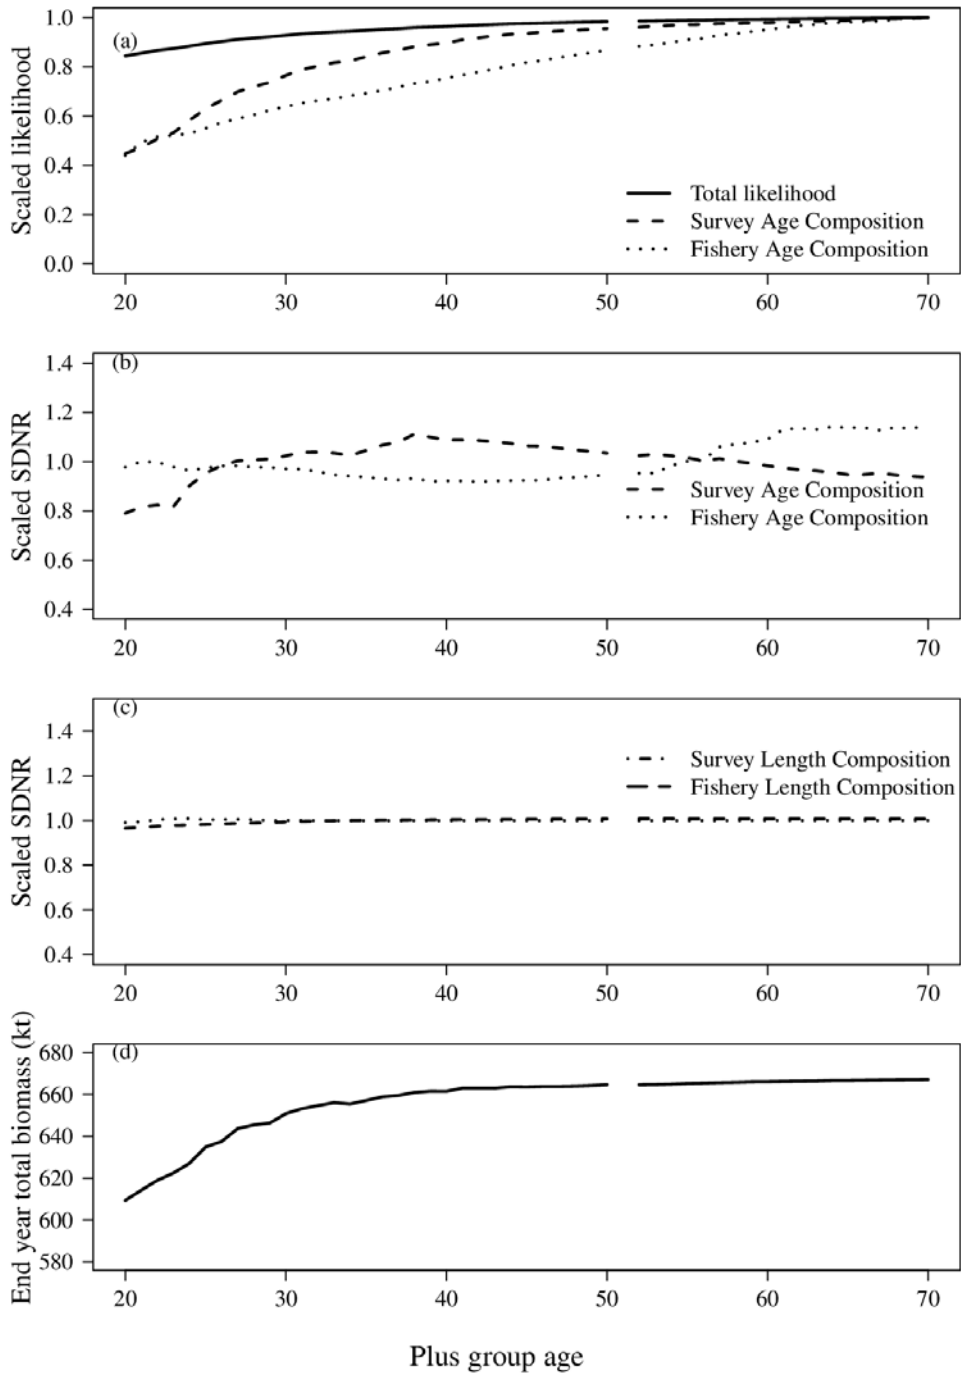 (a)
Scaled likelihood
1.0
0.8
0.6
0.4
0.2
0.0
Total likelihood
Survey Age Composition
Fishery Age Composition
20 30 40 50 60 70
(b)
Scaled SDNR
1.4
1.2
1.0
0.8
0.6
0.4
Survey Age Composition
Fishery Age Composition
20 30 40 50 60 70
(c)
Scaled SDNR
1.4
1.2
1.0
0.8
0.6
0.4
Survey Length Composition
Fishery Length Composition
20 30 40 50 60 70
(d)
End year total biomass (kt)
680
660
640
620
600
580
20 30 40 50 60 70
Plus group age